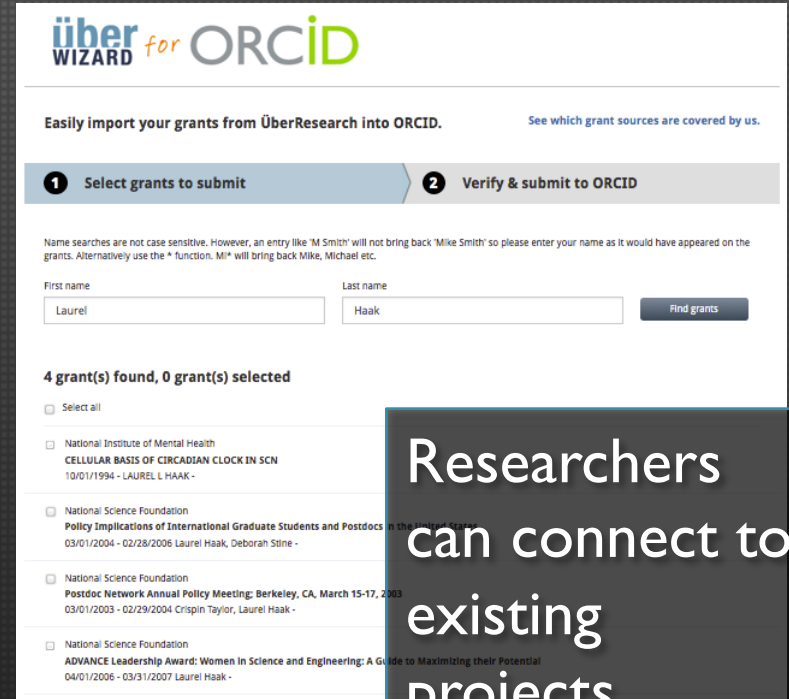 über
WIZARD for ORCiD
Easily import your grants from ÜberResearch into ORCID.
See which grant sources are covered by us.
1 Select grants to submit
2 Verify & submit to ORCID
Name searches are not case sensitive. However, an entry like 'M Smith' will not bring back 'Mike Smith' so please enter your name as it would have appeared on the
grants. Alternatively use the * function. Mi* will bring back Mike, Michael etc.
First name
Last name
Laurel
Haak
Find grants
4 grant(s) found, 0 grant(s) selected
Select all
National Institute of Mental Health
CELLULAR BASIS OF CIRCADIAN CLOCK IN SCN
10/01/1994 - LAUREL L HAAK -
National Science Foundation
Policy Implications of International Graduate Students and Postdocs in the United States
03/01/2004 - 02/28/2006 Laurel Haak, Deborah Stine -
National Science Foundation
Postdoc Network Annual Policy Meeting; Berkeley, CA, March 15-17, 2003
03/01/2003 - 02/29/2004 Crispin Taylor, Laurel Haak -
National Science Foundation
ADVANCE Leadership Award: Women in Science and Engineering: A Guide to Maximizing their Potential
04/01/2006 - 03/31/2007 Laurel Haak -
Researchers
can connect to
existing
projects